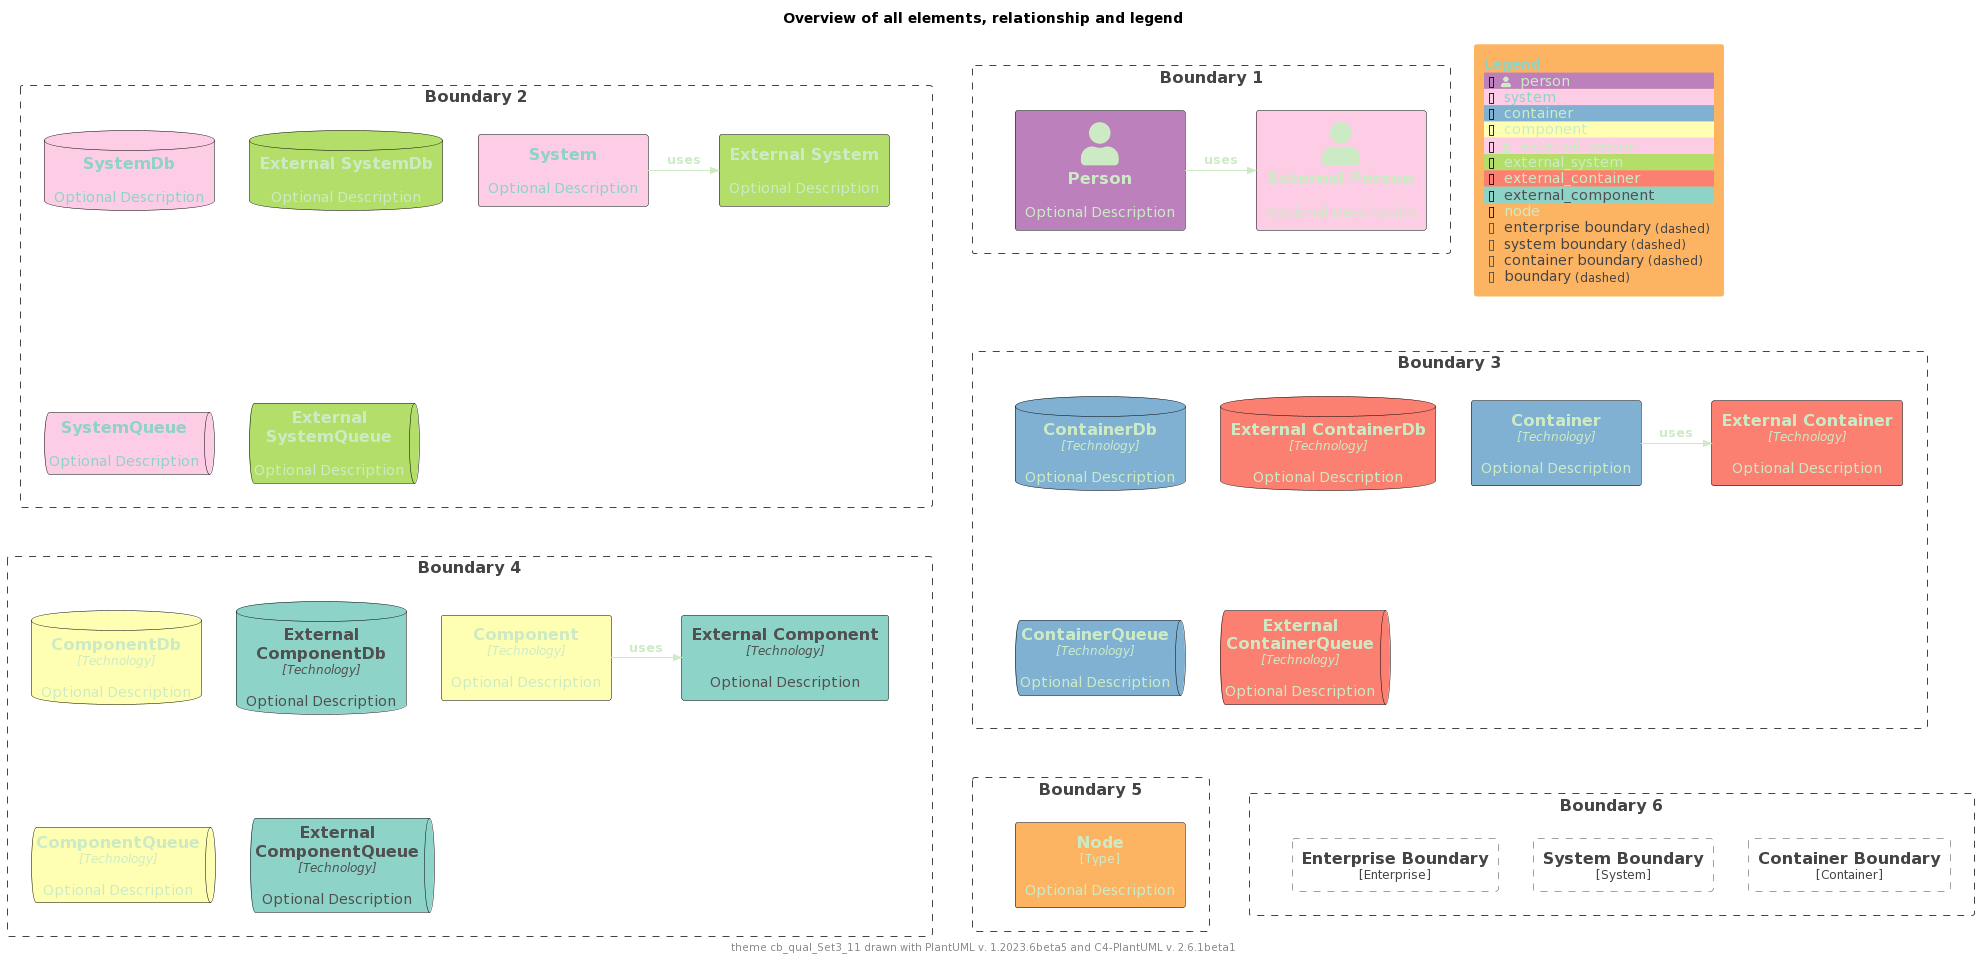 Overview of all elements, relationship and legend
Boundary 2
SystemDb
Optional Description
External SystemDb
Optional Description
System
Optional Description
uses
External System
Optional Description
SystemQueue
Optional Description
External
SystemQueue
Optional Description
Boundary 1
Person
Optional Description
uses
External Person
Optional Description
Legend
person
system
container
component
external_person
external_system
external_container
external_component
node
enterprise boundary (dashed)
system boundary (dashed)
container boundary (dashed)
boundary (dashed)
Boundary 3
ContainerDb
[Technology]
Optional Description
External ContainerDb
[Technology]
Optional Description
Container
[Technology]
Optional Description
uses
External Container
[Technology]
Optional Description
ContainerQueue
[Technology]
Optional Description
External
ContainerQueue
[Technology]
Optional Description
Boundary 4
ComponentDb
[Technology]
Optional Description
External
ComponentDb
[Technology]
Optional Description
Component
[Technology]
Optional Description
uses
External Component
[Technology]
Optional Description
ComponentQueue
[Technology]
Optional Description
External
ComponentQueue
[Technology]
Optional Description
Boundary 5
Node
[Type]
Optional Description
Boundary 6
Enterprise Boundary
[Enterprise]
System Boundary
[System]
Container Boundary
[Container]
theme cb_qual_Set3_11 drawn with PlantUML v. 1.2023.6beta5 and C4-PlantUML v. 2.6.1beta1